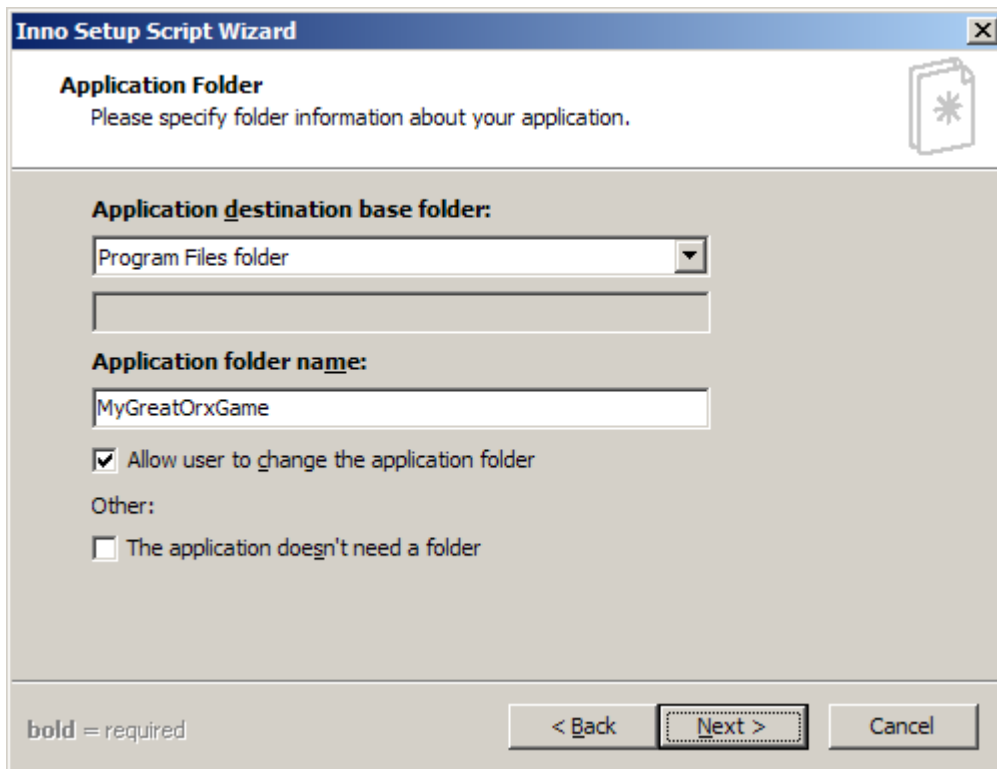 Inno Setup Script Wizard
Application Folder
Please specify folder information about your application.
Application destination base folder:
Program Files folder
Application folder name:
MyGreatOrxGame
Allow user to change the application folder
Other:
The application doesn't need a folder
bold = required
< Back
Next >
Cancel